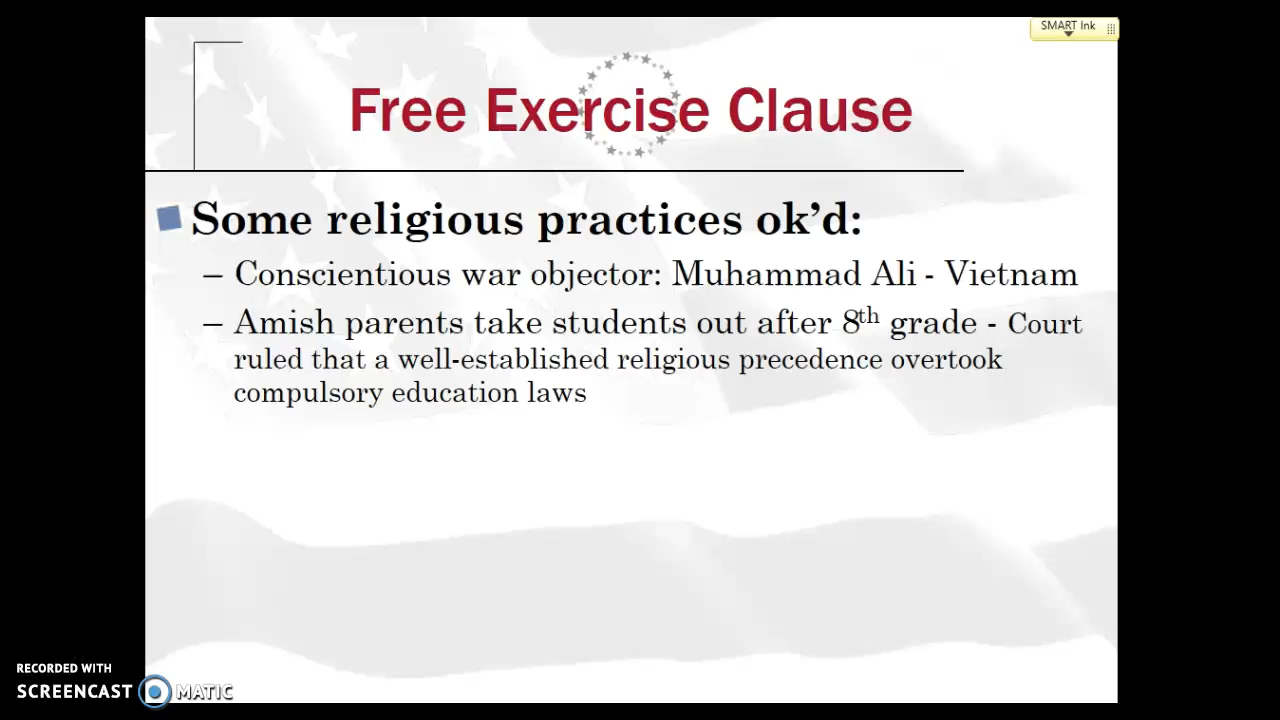 SMART Ink
Free Exercise Clause
Some religious practices ok’d:
– Conscientious war objector: Muhammad Ali - Vietnam
– Amish parents take students out after 8th grade - Court
ruled that a well-established religious precedence overtook
compulsory education laws
RECORDED WITH
SCREENCAST MATIC